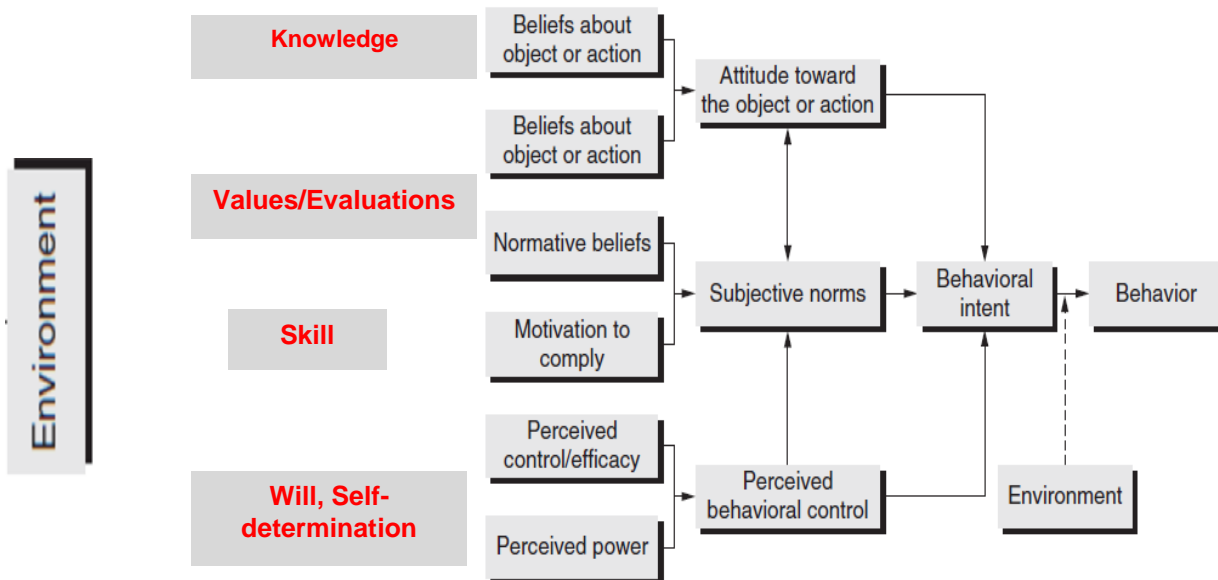 Environment
Knowledge
Values/Evaluations
Skill
Will, Self-
determination
Beliefs about
object or action
Beliefs about
object or action
Normative beliefs
Motivation to
comply
Perceived
control/efficacy
Perceived power
Attitude toward
the object or action
Subjective norms
Perceived
behavioral control
Behavioral
intent
Behavior
Environment